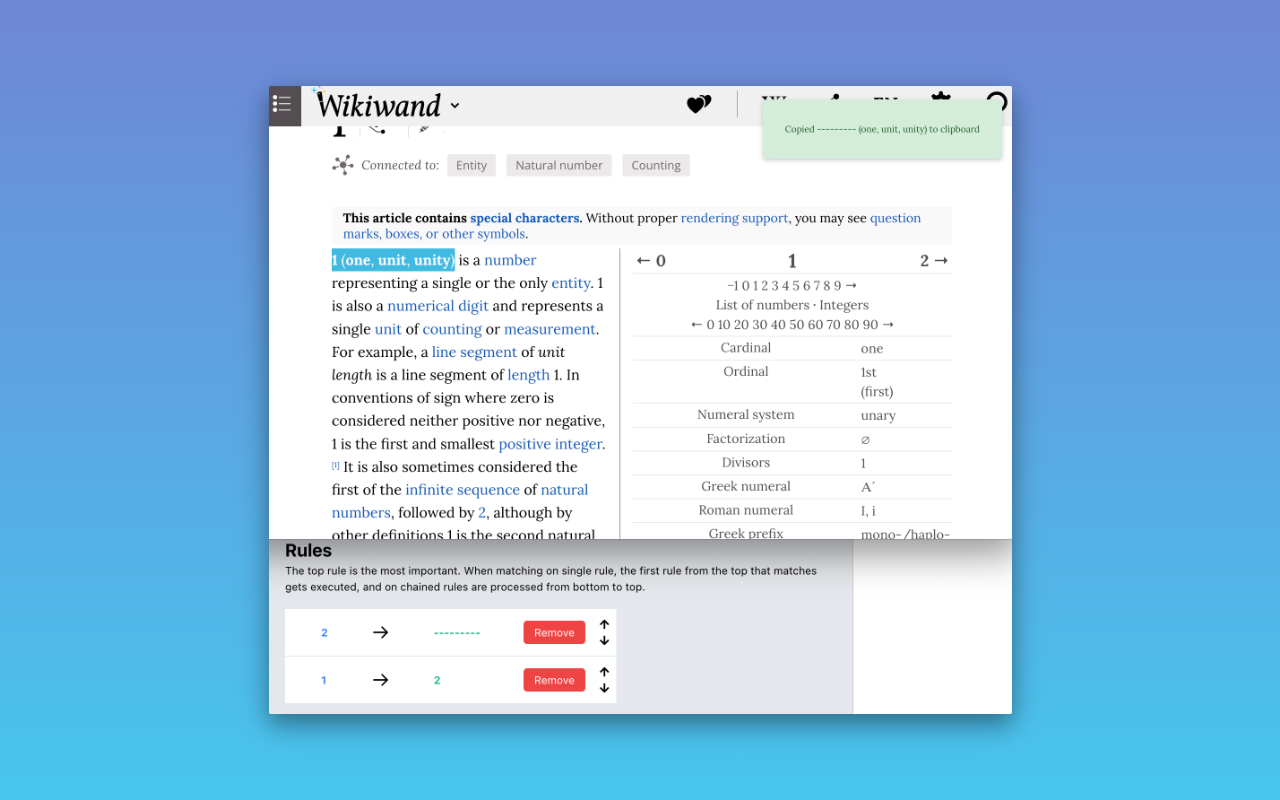 Wikiwand
Copied --------- (one, unit, unity) to clipboard
Connected to: Entity Natural number Counting
This article contains special characters. Without proper rendering support, you may see question
marks, boxes, or other symbols.
1 (one, unit, unity) is a number
representing a single or the only entity. 1
is also a numerical digit and represents a
single unit of counting or measurement.
For example, a line segment of unit
length is a line segment of length 1. In
conventions of sign where zero is
considered neither positive nor negative,
1 is the first and smallest positive integer.
[1] It is also sometimes considered the
first of the infinite sequence of natural
numbers, followed by 2, although by
other definitions 1 is the second natural
← 0 1 2 →
−1 0 1 2 3 4 5 6 7 8 9 →
List of numbers · Integers
← 0 10 20 30 40 50 60 70 80 90 →
Cardinal one
Ordinal 1st
(first)
Numeral system unary
Factorization ∅
Divisors 1
Greek numeral Α´
Roman numeral I, i
Greek prefix mono-/haplo-
Rules
The top rule is the most important. When matching on single rule, the first rule from the top that matches
gets executed, and on chained rules are processed from bottom to top.
2 → --------- Remove
1 → 2 Remove